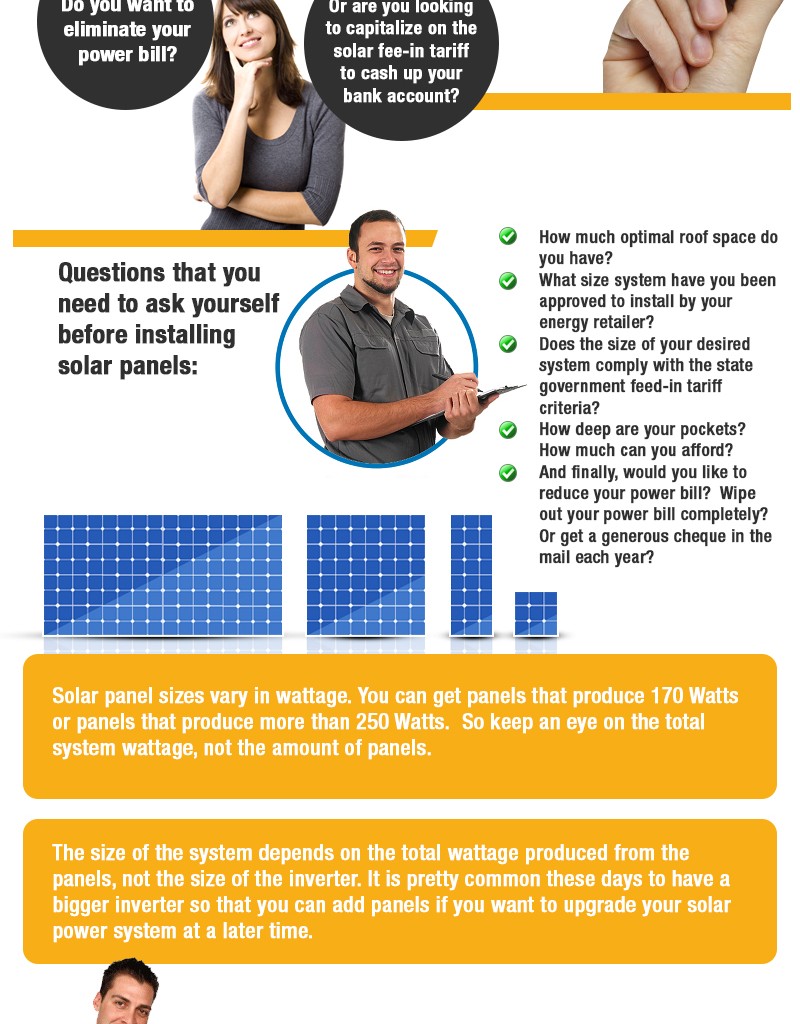 Do you want to
eliminate your
power bill?
Or are you looking
to capitalize on the
solar fee-in tariff
to cash up your
bank account?
Questions that you
need to ask yourself
before installing
solar panels:
How much optimal roof space do
you have?
What size system have you been
approved to install by your
energy retailer?
Does the size of your desired
system comply with the state
government feed-in tariff
criteria?
How deep are your pockets?
How much can you afford?
And finally, would you like to
reduce your power bill?  Wipe
out your power bill completely?
Or get a generous cheque in the
mail each year?
Solar panel sizes vary in wattage. You can get panels that produce 170 Watts
or panels that produce more than 250 Watts.  So keep an eye on the total
system wattage, not the amount of panels.
The size of the system depends on the total wattage produced from the
panels, not the size of the inverter. It is pretty common these days to have a
bigger inverter so that you can add panels if you want to upgrade your solar
power system at a later time.